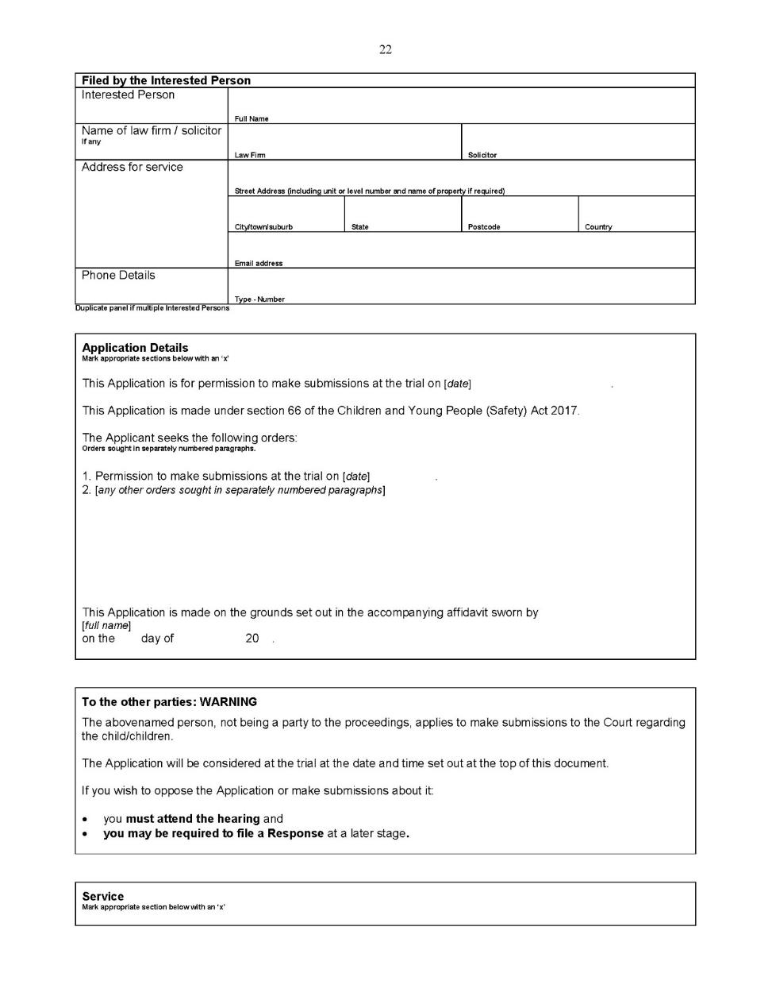 22
Filed by the Interested Person
Interested Person
Full Name
Name of law firm / solicitor
If any
Law Firm
Solicitor
Address for service
Street Address (including unit or level number and name of property if required)
City/town/suburb
State
Postcode
Country
Email address
Phone Details
Type - Number
Duplicate panel if multiple Interested Persons
Application Details
Mark appropriate sections below with an ‘x’
This Application is for permission to make submissions at the trial on [date] .
This Application is made under section 66 of the Children and Young People (Safety) Act 2017.
The Applicant seeks the following orders:
Orders sought in separately numbered paragraphs.
1. Permission to make submissions at the trial on [date] .
2. [any other orders sought in separately numbered paragraphs]
This Application is made on the grounds set out in the accompanying affidavit sworn by
[full name]
on the day of 20 .
To the other parties: WARNING
The abovenamed person, not being a party to the proceedings, applies to make submissions to the Court regarding
the child/children.
The Application will be considered at the trial at the date and time set out at the top of this document.
If you wish to oppose the Application or make submissions about it:
• you must attend the hearing and
• you may be required to file a Response at a later stage.
Service
Mark appropriate section below with an ‘x’